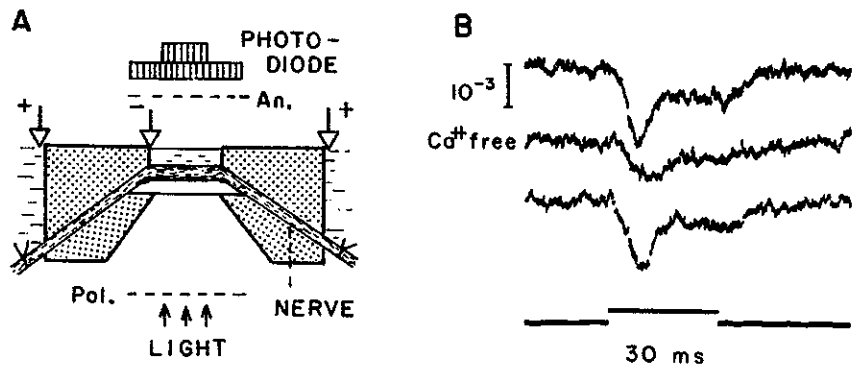 A
PHOTO-
DIODE
An.
+ − +
Pol.
NERVE
LIGHT
B
10⁻³
Ca⁺⁺free
30 ms